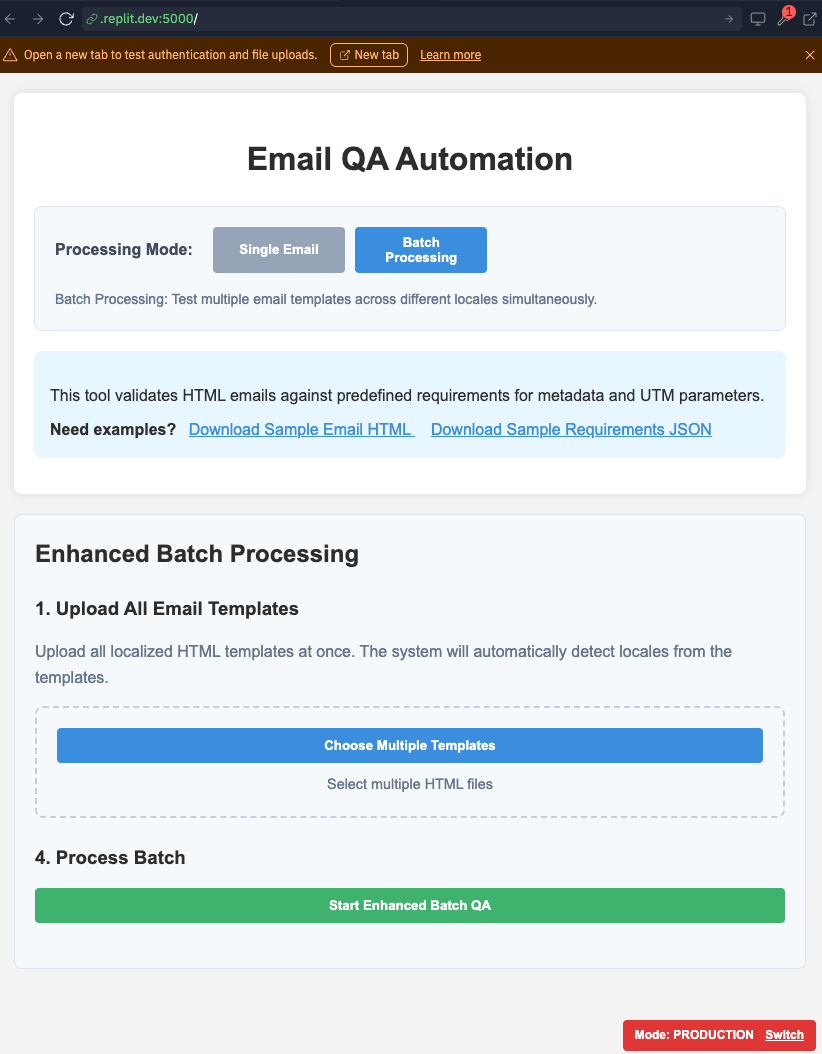 .replit.dev:5000/
1
Open a new tab to test authentication and file uploads. New tab Learn more
Email QA Automation
Processing Mode: Single Email Batch
Processing
Batch Processing: Test multiple email templates across different locales simultaneously.
This tool validates HTML emails against predefined requirements for metadata and UTM parameters.
Need examples? Download Sample Email HTML Download Sample Requirements JSON
Enhanced Batch Processing
1. Upload All Email Templates
Upload all localized HTML templates at once. The system will automatically detect locales from the
templates.
Choose Multiple Templates
Select multiple HTML files
4. Process Batch
Start Enhanced Batch QA
Mode: PRODUCTION Switch